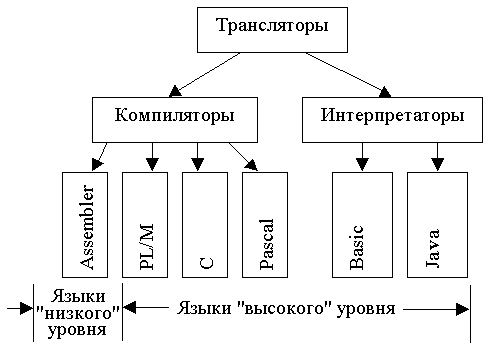 Трансляторы
Компиляторы
Интерпретаторы
Assembler
PL/M
C
Pascal
Basic
Java
Языки
"низкого"
уровня
Языки "высокого" уровня